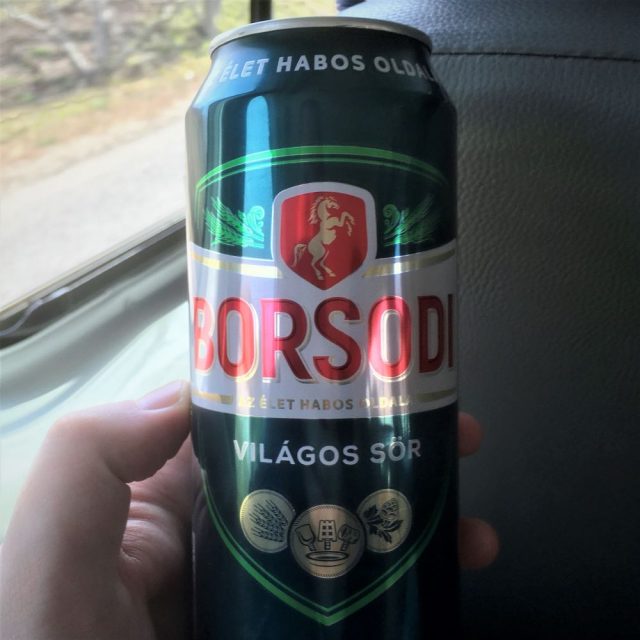 ÉLET HABOS OLDAL
BORSODI
AZ ÉLET HABOS OLDALA
VILÁGOS SÖR